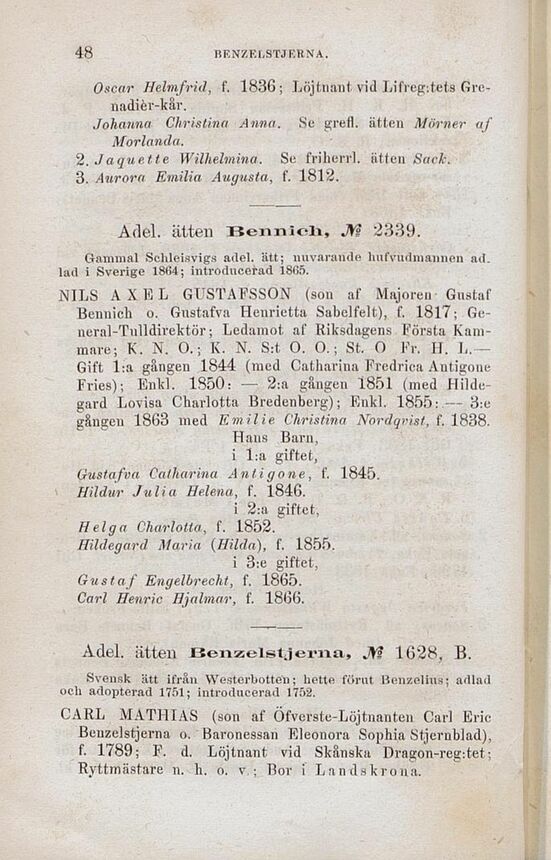 48 BENZELSTJERNA.
Oscar Helmfrid, f. 1836; Löjtnant vid Lifreg:tets Gre-
nadièr-kår.
Johanna Christina Anna. Se grefl. ätten Mörner af
Morlanda.
2. Jaquette Wilhelmina. Se friherrl. ätten Sack.
3. Aurora Emilia Augusta, f. 1812.
Adel. ätten Bennich, № 2339.
Gammal Schleisvigs adel. ätt; nuvarande hufvudmannen ad.
lad i Sverige 1864; introducerad 1865.
NILS AXEL GUSTAFSSON (son af Majoren Gustaf
Bennich o. Gustafva Henrietta Sabelfelt), f. 1817; Ge-
neral-Tulldirektör; Ledamot af Riksdagens Första Kam-
mare; K. N. O.; K. N. S:t O. O.; St. O Fr. H. L.—
Gift 1:a gången 1844 (med Catharina Fredrica Antigone
Fries); Enkl. 1850: — 2:a gången 1851 (med Hilde-
gard Lovisa Charlotta Bredenberg); Enkl. 1855: — 3:e
gången 1863 med Emilie Christina Nordqvist, f. 1838.
Hans Barn,
i 1:a giftet,
Gustafva Catharina Antigone, f. 1845.
Hildur Julia Helena, f. 1846.
i 2:a giftet,
Helga Charlotta, f. 1852.
Hildegard Maria (Hilda), f. 1855.
i 3:e giftet,
Gustaf Engelbrecht, f. 1865.
Carl Henric Hjalmar, f. 1866.
Adel. ätten Benzelstjerna, № 1628, B.
Svensk ätt ifrån Westerbotten; hette förut Benzelius; adlad
och adopterad 1751; introducerad 1752.
CARL MATHIAS (son af Öfverste-Löjtnanten Carl Eric
Benzelstjerna o. Baronessan Eleonora Sophia Stjernblad),
f. 1789; F. d. Löjtnant vid Skånska Dragon-reg:tet;
Ryttmästare n. h. o. v.; Bor i Landskrona.